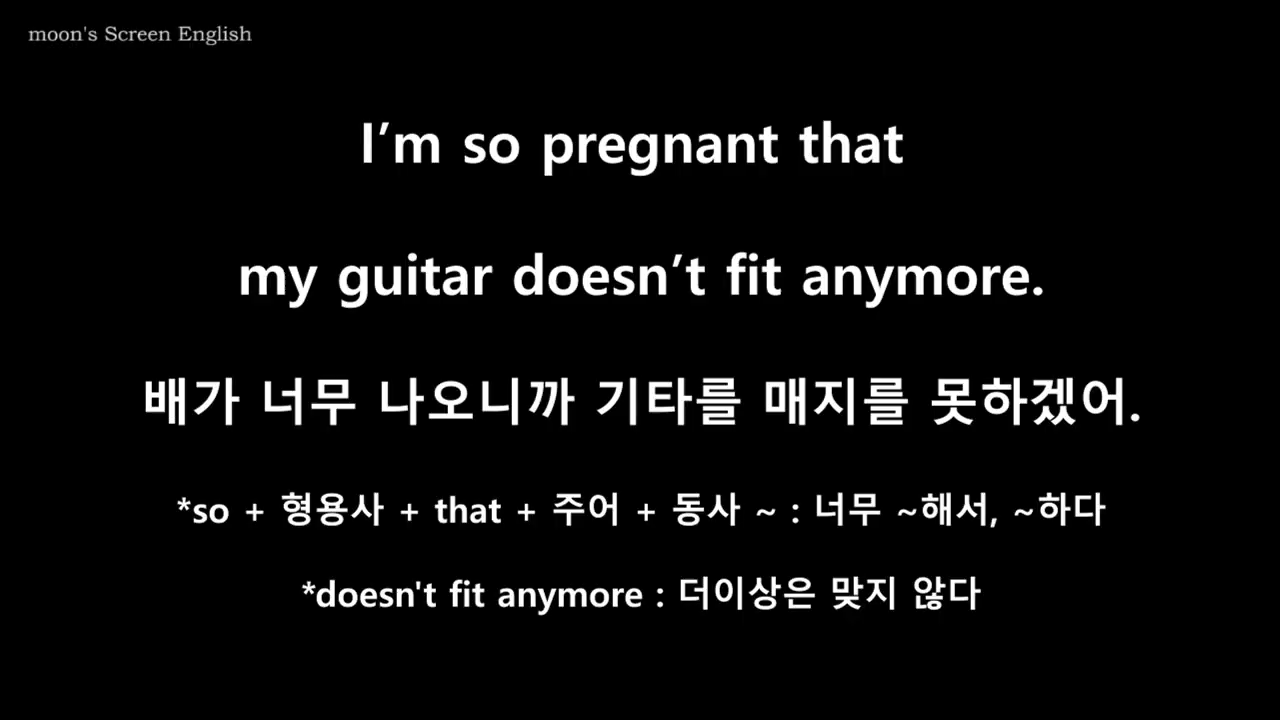 moon's Screen English
I’m so pregnant that
my guitar doesn’t fit anymore.
배가 너무 나오니까 기타를 매지를 못하겠어.
*so + 형용사 + that + 주어 + 동사 ~ : 너무 ~해서, ~하다
*doesn't fit anymore : 더이상은 맞지 않다